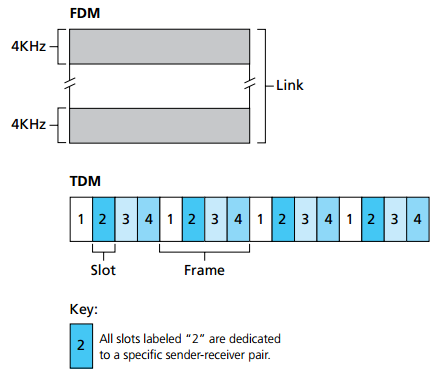 FDM
4KHz
Link
4KHz
TDM
1 2 3 4 1 2 3 4 1 2 3 4 1 2 3 4
Slot Frame
Key:
2 All slots labeled “2” are dedicated
to a specific sender-receiver pair.